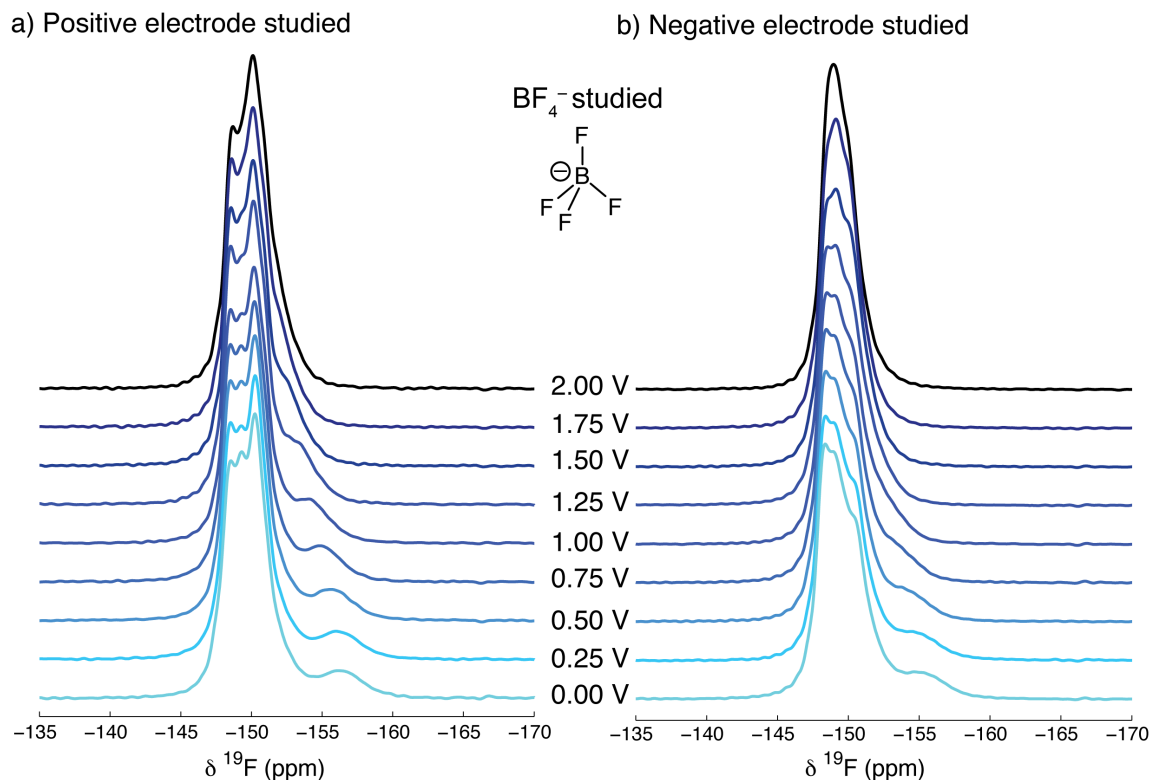 a) Positive electrode studied
b) Negative electrode studied
BF₄⁻ studied
F
⊖ B
F
F
F
2.00 V
1.75 V
1.50 V
1.25 V
1.00 V
0.75 V
0.50 V
0.25 V
0.00 V
−135 −140 −145 −150 −155 −160 −165 −170
δ ¹⁹F (ppm)
−135 −140 −145 −150 −155 −160 −165 −170
δ ¹⁹F (ppm)